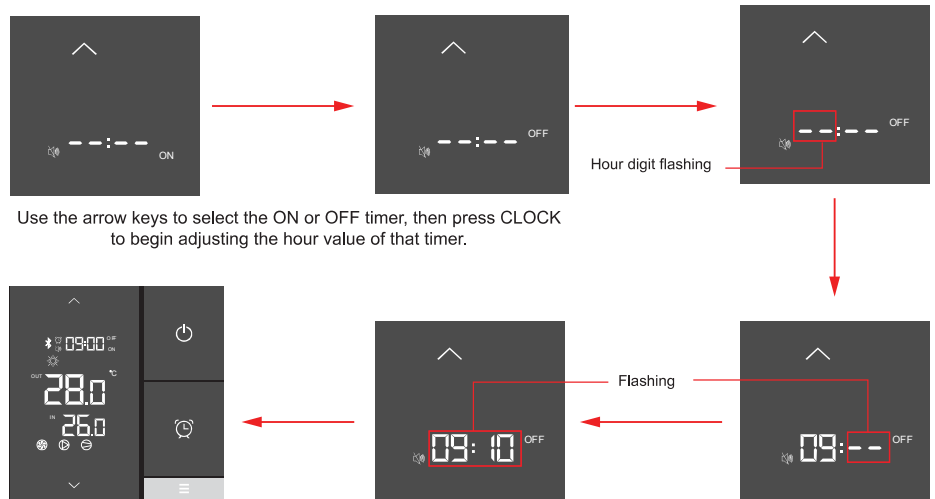 --:-- ON
--:-- OFF
--:-- OFF
Hour digit flashing
Use the arrow keys to select the ON or OFF timer, then press CLOCK
to begin adjusting the hour value of that timer.
09:00 OFF
ON
OUT 28.0 °C
IN 26.0
09:10 OFF
Flashing
09:-- OFF